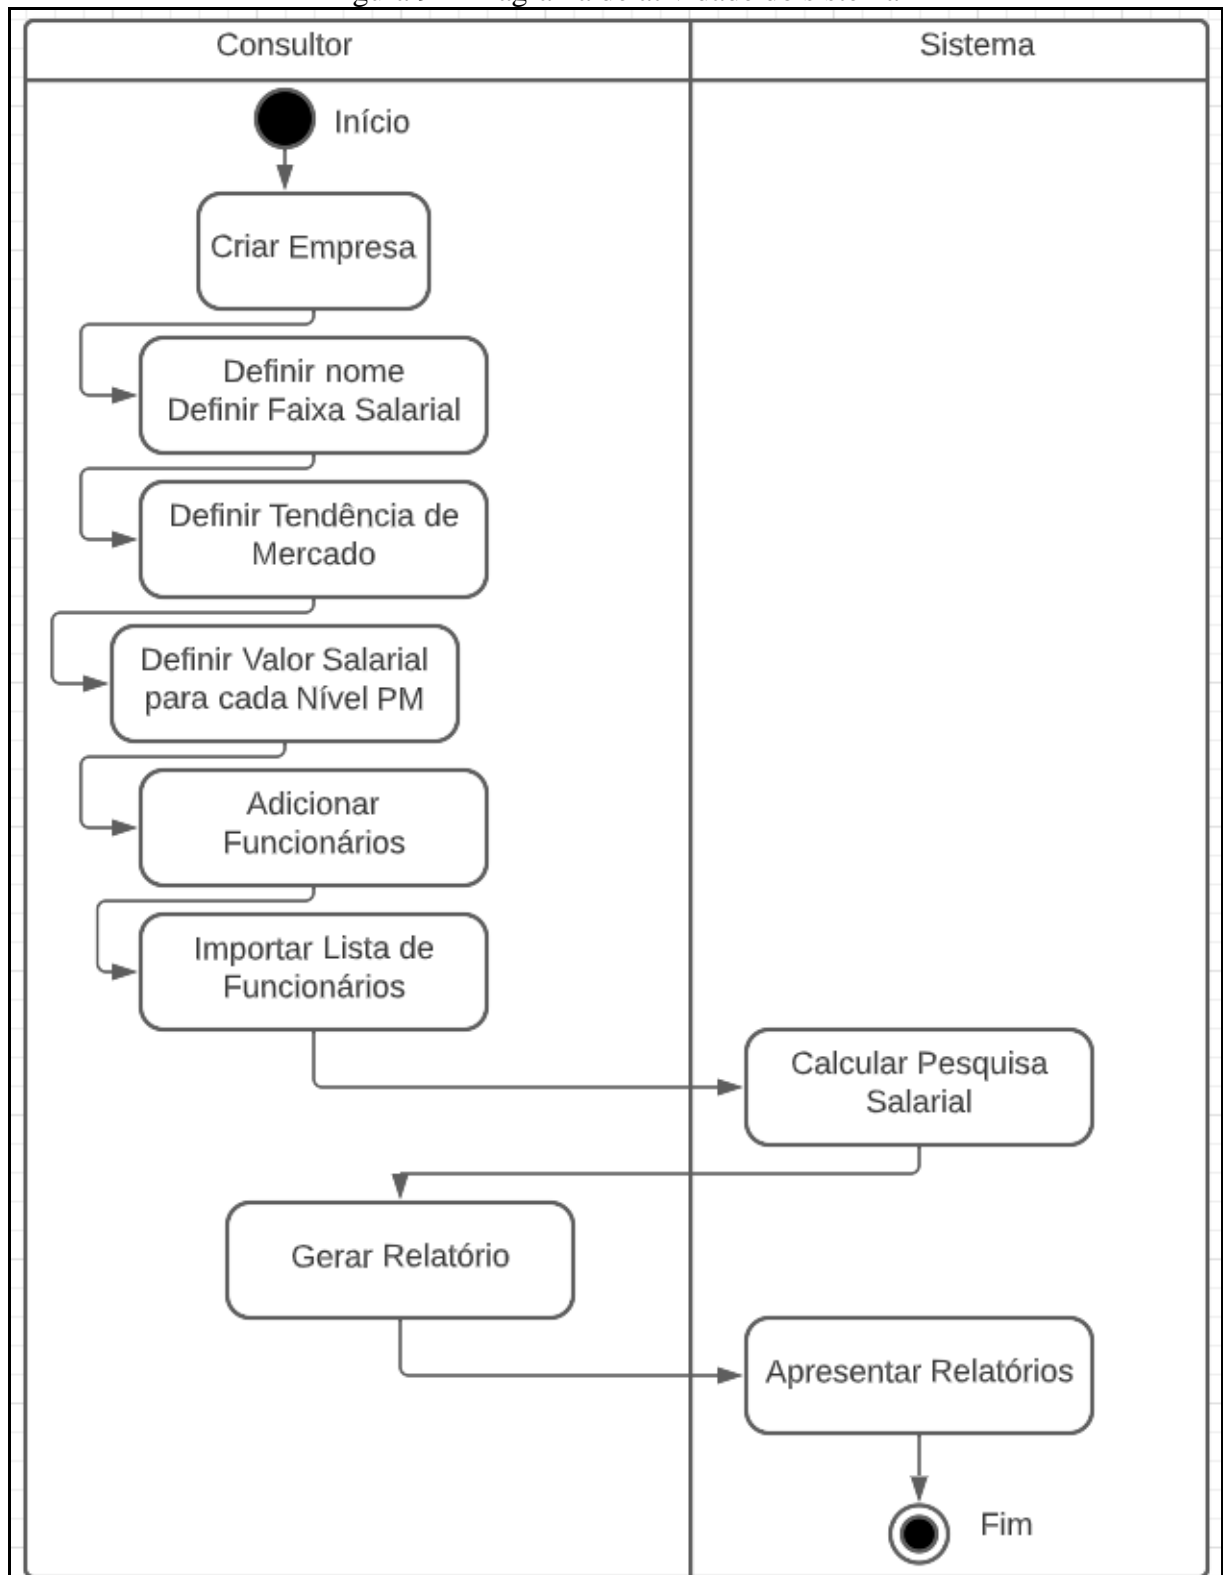 Consultor
Sistema
Início
Criar Empresa
Definir nome
Definir Faixa Salarial
Definir Tendência de
Mercado
Definir Valor Salarial
para cada Nível PM
Adicionar
Funcionários
Importar Lista de
Funcionários
Calcular Pesquisa
Salarial
Gerar Relatório
Apresentar Relatórios
Fim